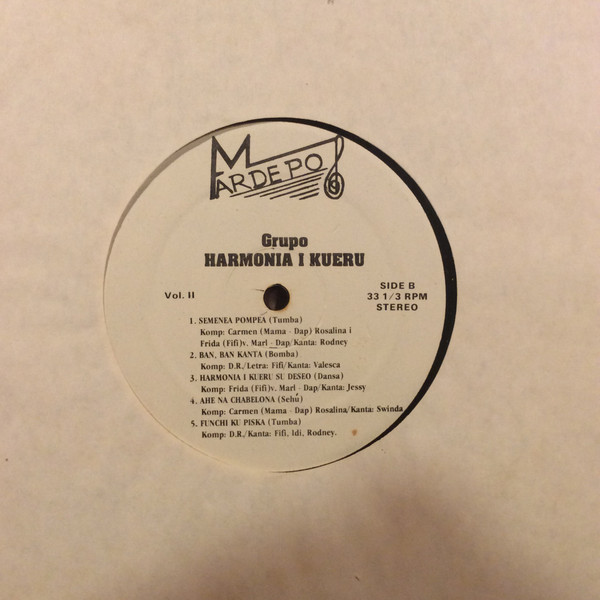 MARDEPO
Grupo
HARMONIA I KUERU
Vol. II
SIDE B
33 1/3 RPM
STEREO
1. SEMENEA POMPEA (Tumba)
Komp: Carmen (Mama - Dap) Rosalina i
Frida (Fifi)v. Marl - Dap/Kanta: Rodney
2. BAN, BAN KANTA (Bomba)
Komp: D.R./Letra: Fifi/Kanta: Valesca
3. HARMONIA I KUERU SU DESEO (Dansa)
Komp: Frida (Fifi)v. Marl - Dap/Kanta: Jessy
4. AHE NA CHABELONA (Sehú)
Komp: Carmen (Mama - Dap) Rosalina/Kanta: Swinda
5. FUNCHI KU PISKA (Tumba)
Komp: D.R./Kanta: Fifi, Idi, Rodney.